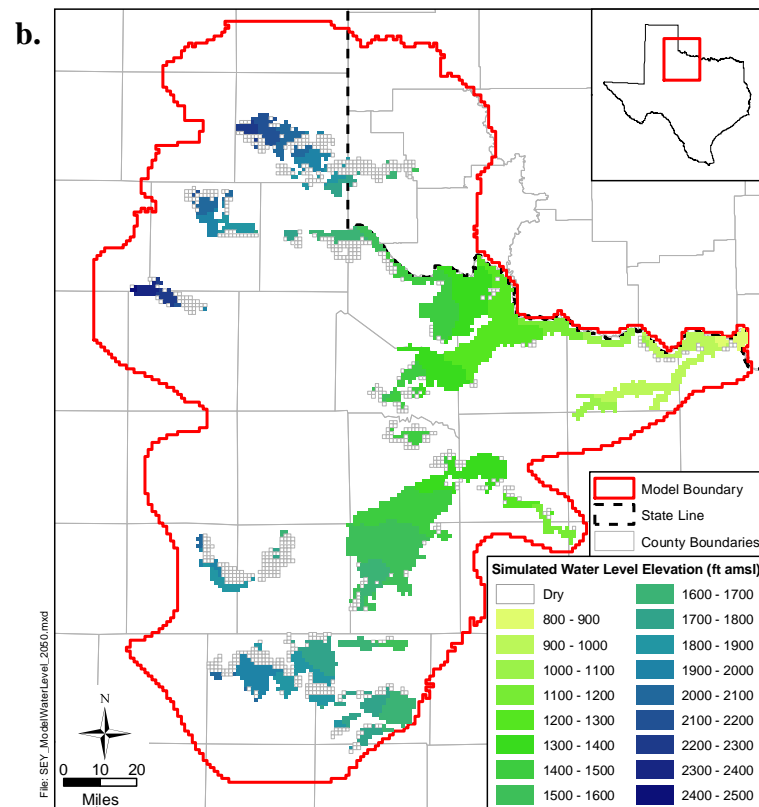 b.
Model Boundary
State Line
County Boundaries
Simulated Water Level Elevation (ft amsl)
Dry
800 - 900
900 - 1000
1000 - 1100
1100 - 1200
1200 - 1300
1300 - 1400
1400 - 1500
1500 - 1600
1600 - 1700
1700 - 1800
1800 - 1900
1900 - 2000
2000 - 2100
2100 - 2200
2200 - 2300
2300 - 2400
2400 - 2500
File: SEY_ModelWaterLevel_2050.mxd
N
0 10 20
Miles